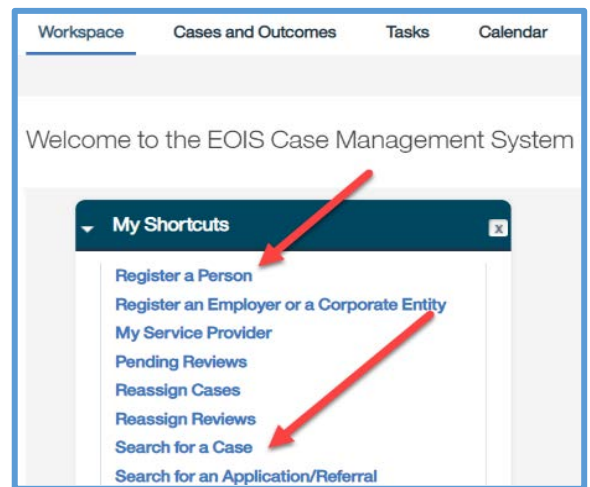 Workspace Cases and Outcomes Tasks Calendar
Welcome to the EOIS Case Management System
My Shortcuts x
Register a Person
Register an Employer or a Corporate Entity
My Service Provider
Pending Reviews
Reassign Cases
Reassign Reviews
Search for a Case
Search for an Application/Referral